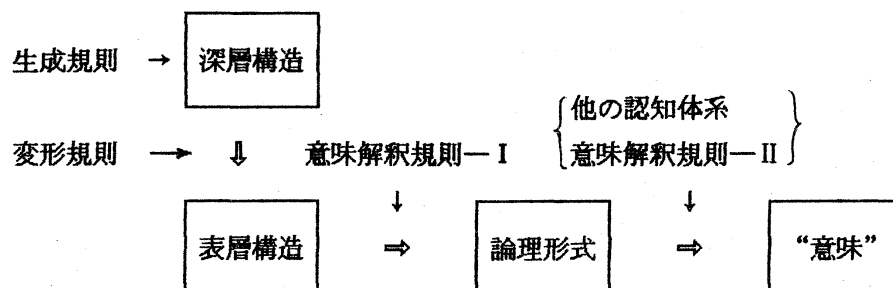 生成規則 → 深層構造
他の認知体系
変形規則 → ⇓ 意味解釈規則―Ⅰ 意味解釈規則―Ⅱ
↓ ↓
表層構造 ⇒ 論理形式 ⇒ “意味”